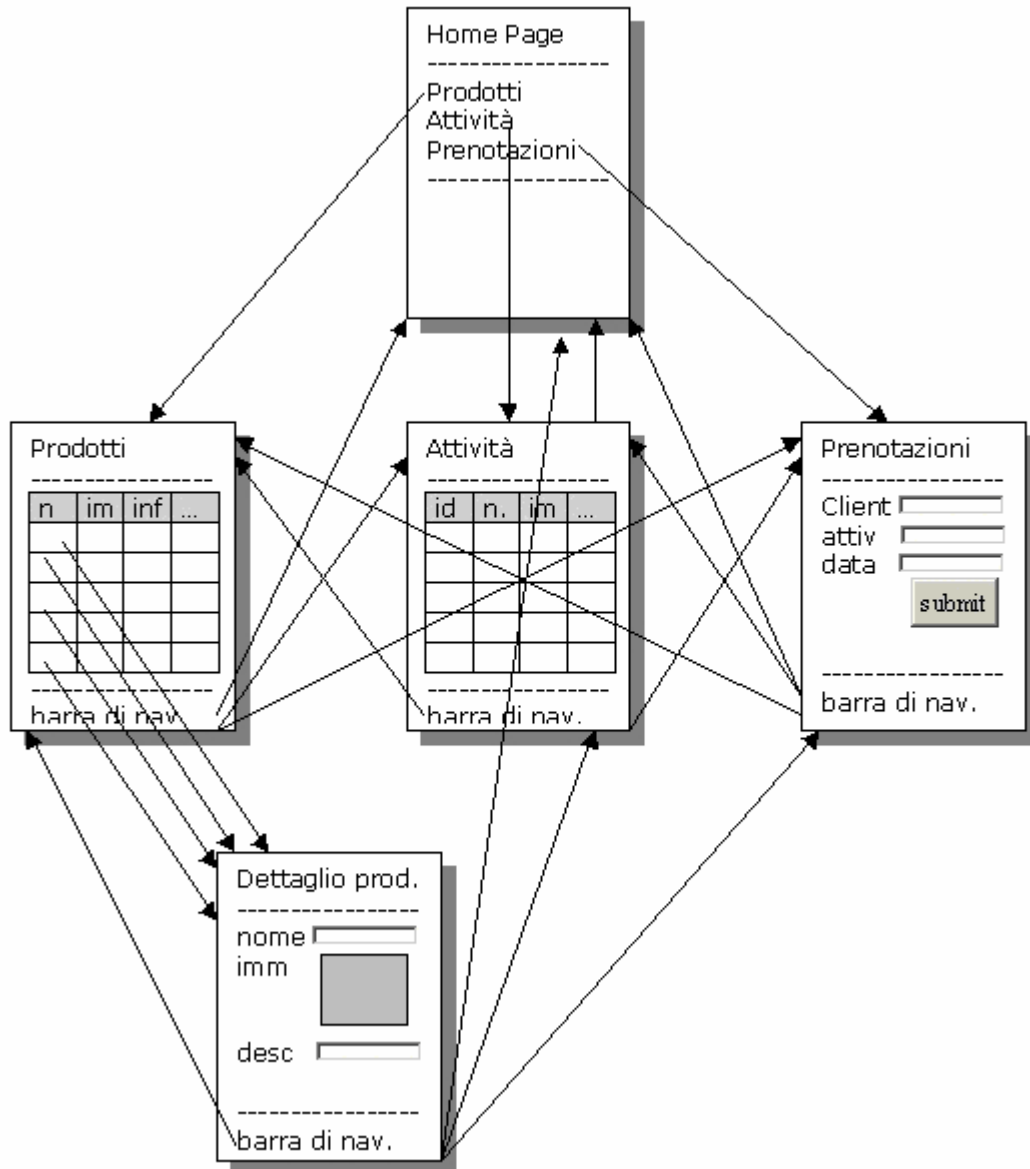 Home Page
------------------
Prodotti
Attività
Prenotazioni
------------------
Prodotti
------------------
n im inf ...
------------------
barra di nav.
Attività
------------------
id n. im ...
------------------
barra di nav.
Prenotazioni
------------------
Client
attiv
data
submit
------------------
barra di nav.
Dettaglio prod.
------------------
nome
imm
desc
------------------
barra di nav.